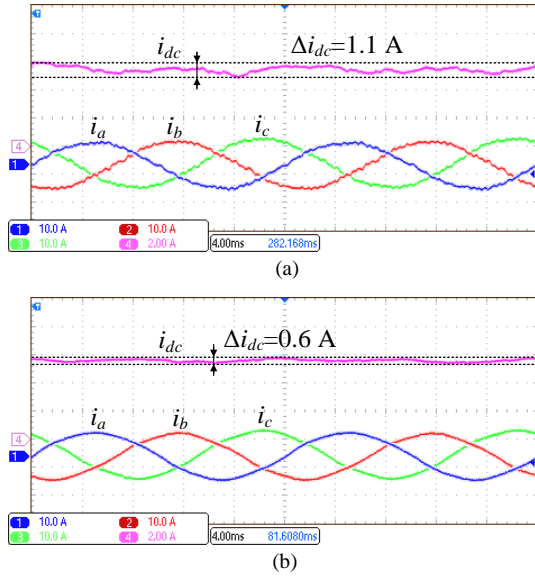 i_dc Δi_dc=1.1 A
i_a i_b i_c
4
1
1 10.0 A 2 10.0 A
3 10.0 A 4 2.00 A 4.00ms 282.168ms
(a)
i_dc Δi_dc=0.6 A
i_a i_b i_c
4
1
1 10.0 A 2 10.0 A
3 10.0 A 4 2.00 A 4.00ms 81.6080ms
(b)